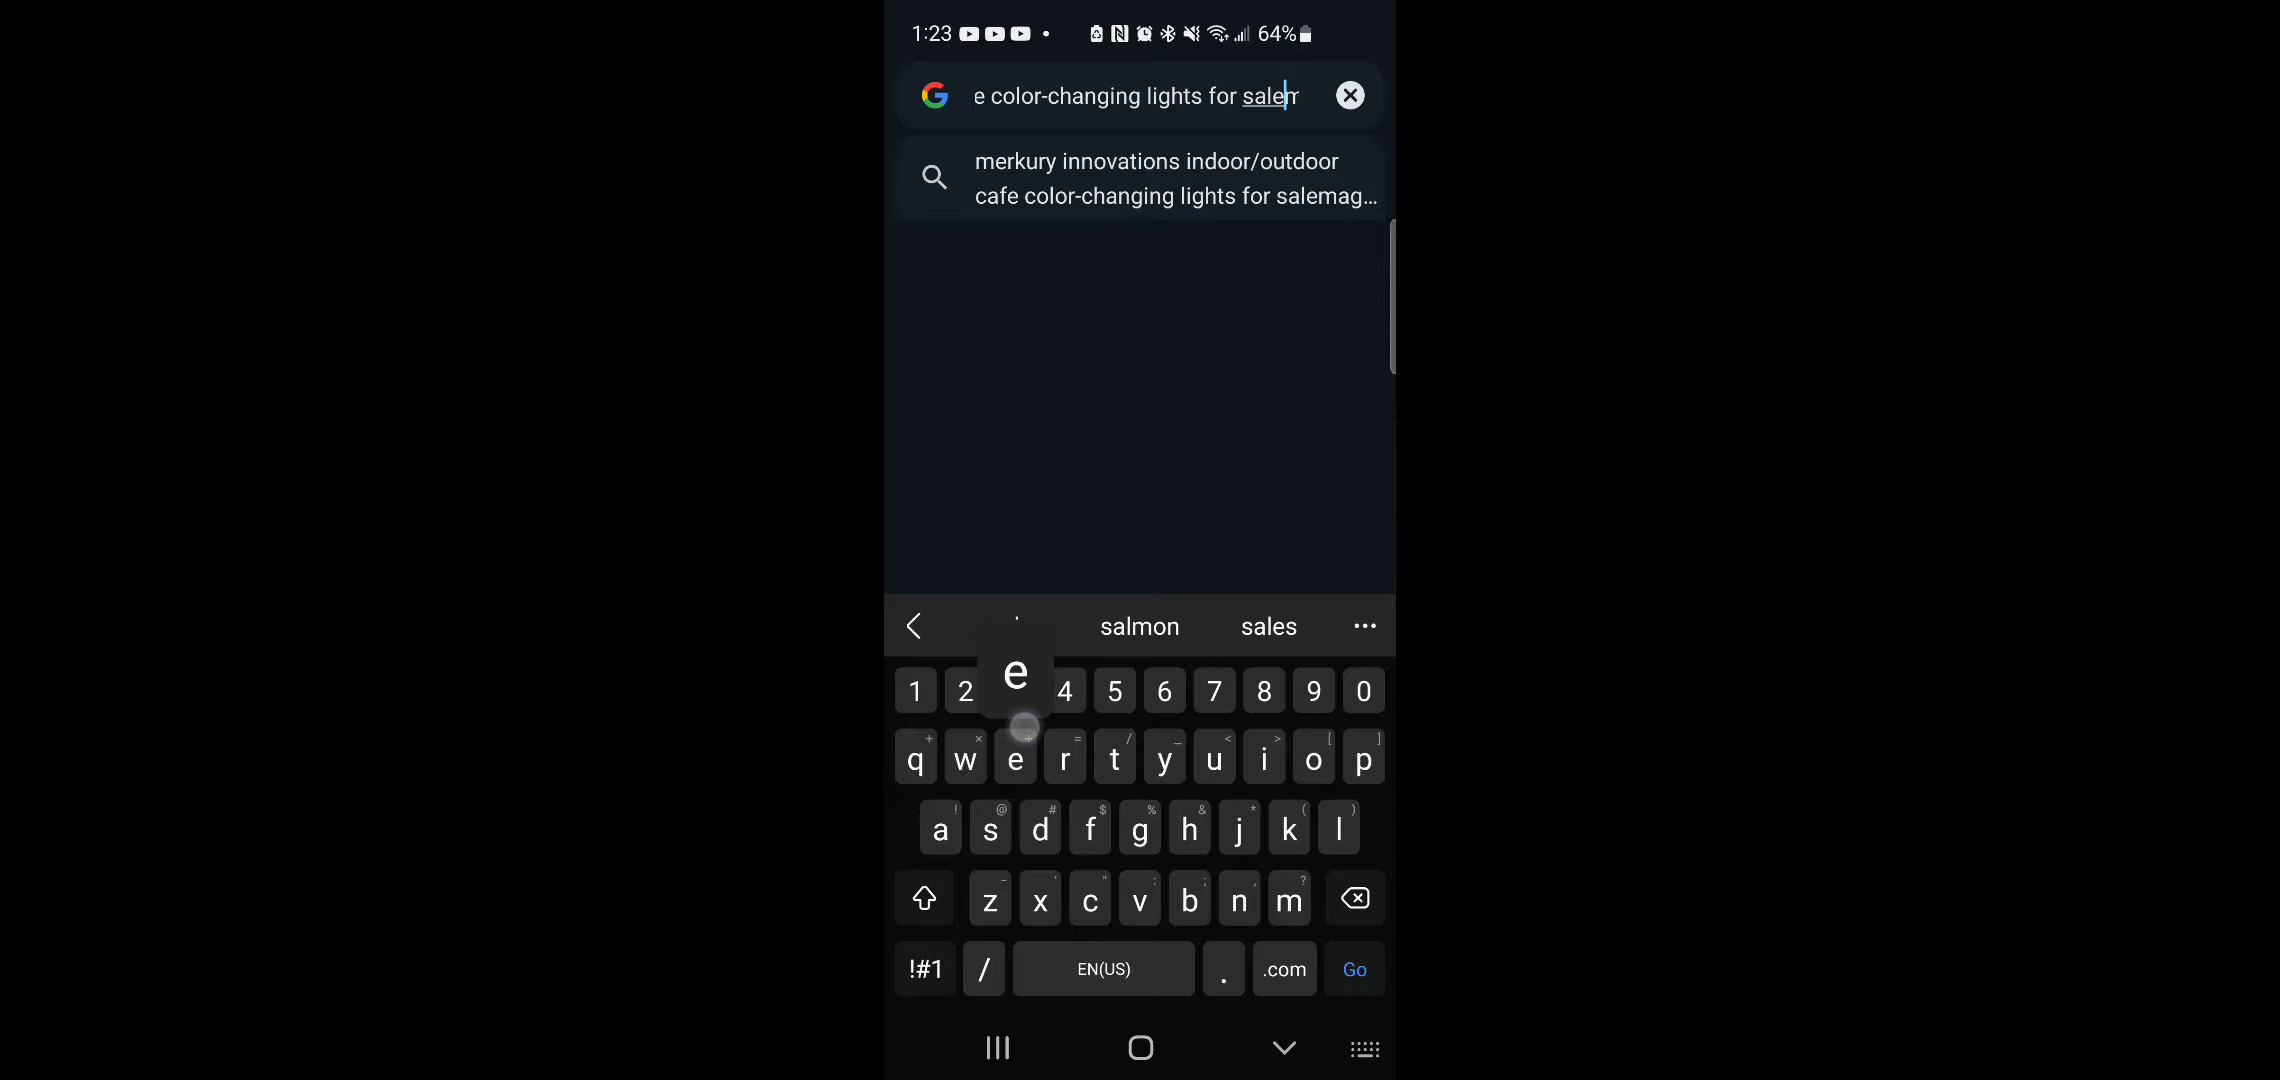 1:23 64%
e color-changing lights for salem
merkury innovations indoor/outdoor
cafe color-changing lights for salemag...
salmon sales
e
1 2 4 5 6 7 8 9 0
+ × ÷ = / _ < > [ ]
q w e r t y u i o p
! @ # $ % & * ( )
a s d f g h j k l
- ' " : ; , ?
z x c v b n m
!#1 / EN(US) . .com Go